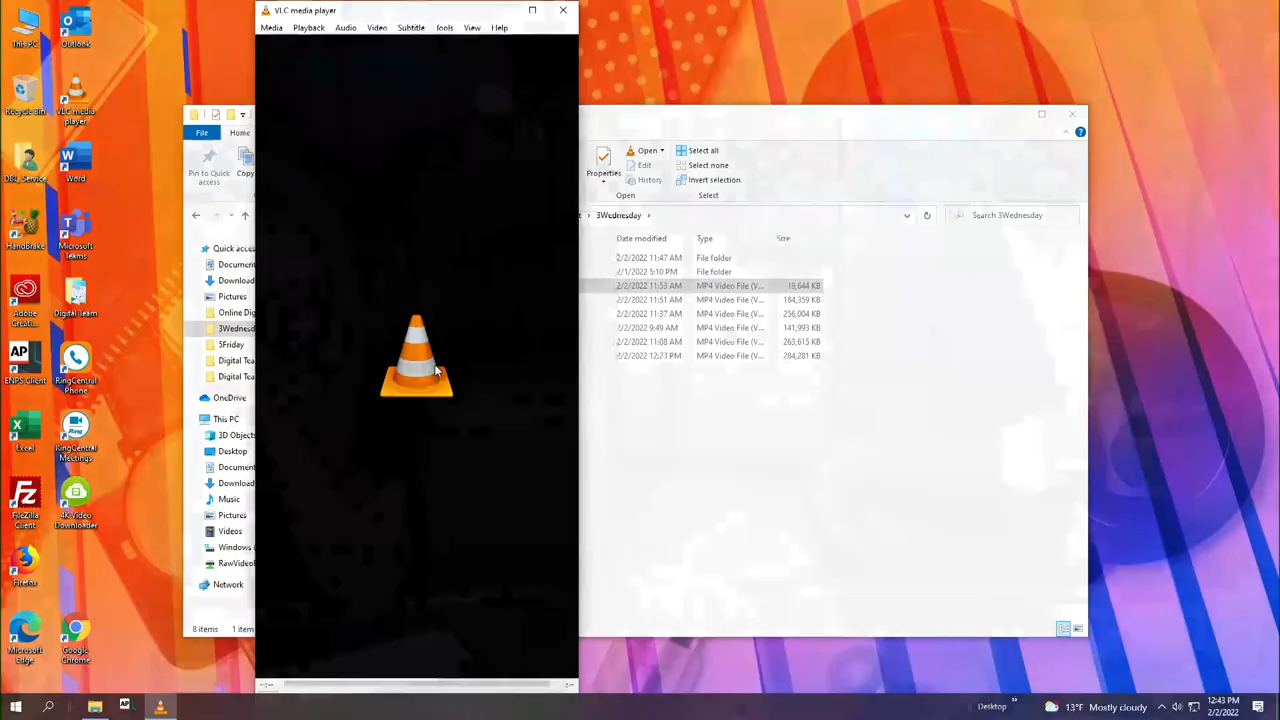 This PC
Outlook
Recycle Bin
VLC media
player
DBL, Service
Word
HandBrake
Microsoft
Teams
Adobe
Creati...
Digital Team
ENPS Client
RingCentral
Phone
Excel
RingCentral
Meetings
FileZilla
Client
4K Video
Downloader
Firefox
Microsoft
Edge
Google
Chrome
VLC media player
Media Playback Audio Video Subtitle Tools View Help
File Home
Pin to Quick
access
Copy
Properties
Open
Edit
History
Open
Select all
Select none
Invert selection
Select
3Wednesday
Search 3Wednesday
Quick acces
Document
Download
Pictures
Online Dig
3Wednesd
5Friday
Digital Tea
Digital Tea
OneDrive
This PC
3D Objects
Desktop
Document
Download
Music
Pictures
Videos
Windows (
RawVideo
Network
Date modified Type Size
2/2/2022 11:47 AM File folder
2/1/2022 5:10 PM File folder
2/2/2022 11:53 AM MP4 Video File (V... 19,644 KB
2/2/2022 11:51 AM MP4 Video File (V... 184,359 KB
2/2/2022 11:37 AM MP4 Video File (V... 256,004 KB
2/2/2022 9:49 AM MP4 Video File (V... 141,993 KB
2/2/2022 11:08 AM MP4 Video File (V... 263,615 KB
2/2/2022 12:23 PM MP4 Video File (V... 284,281 KB
8 items 1 item
--:-- --:--
Desktop
13°F Mostly cloudy
12:43 PM
2/2/2022